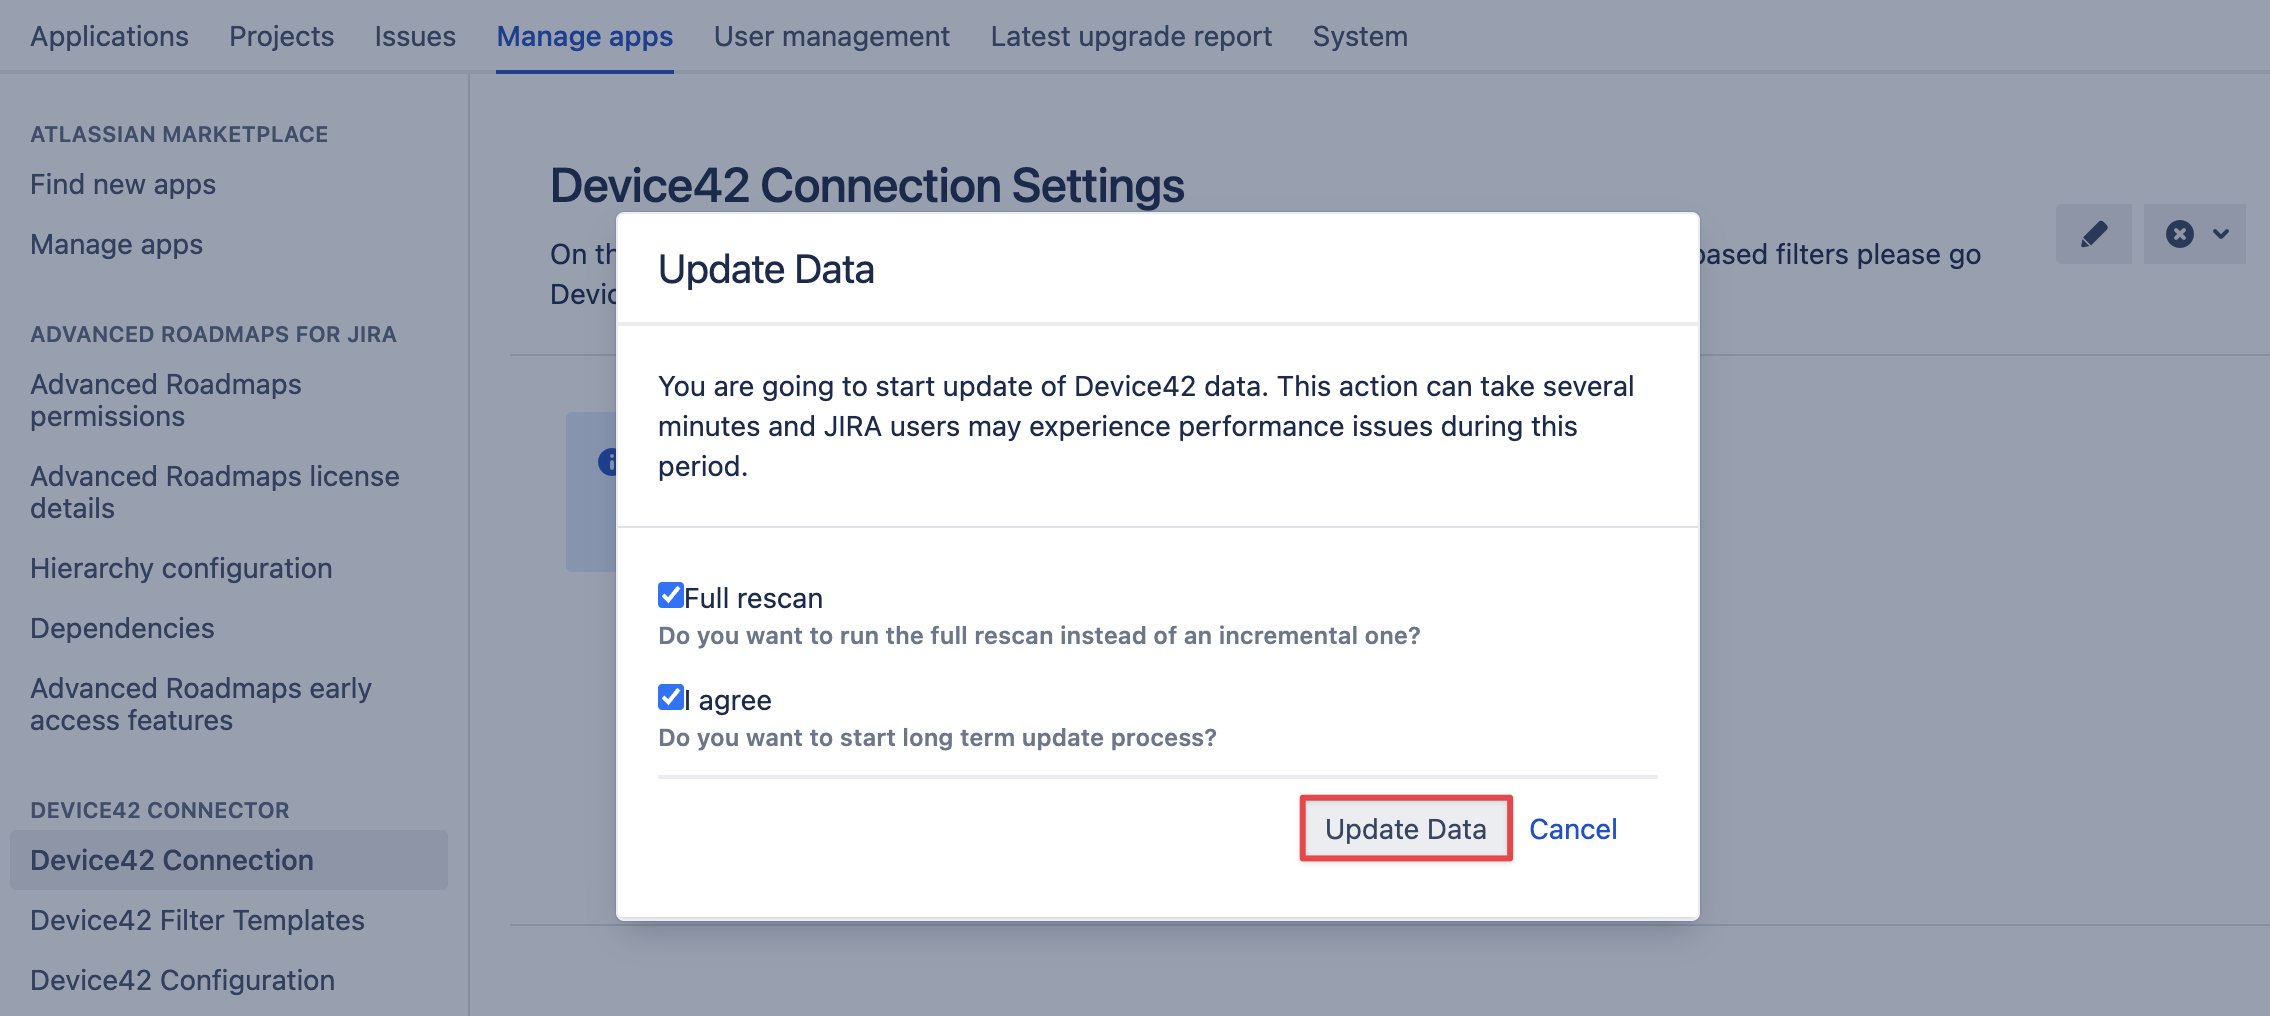 Applications Projects Issues Manage apps User management Latest upgrade report System
ATLASSIAN MARKETPLACE
Find new apps
Manage apps
ADVANCED ROADMAPS FOR JIRA
Advanced Roadmaps
permissions
Advanced Roadmaps license
details
Hierarchy configuration
Dependencies
Advanced Roadmaps early
access features
DEVICE42 CONNECTOR
Device42 Connection
Device42 Filter Templates
Device42 Configuration
Device42 Connection Settings
On th
based filters please go
Devic
Update Data
You are going to start update of Device42 data. This action can take several
minutes and JIRA users may experience performance issues during this
period.
Full rescan
Do you want to run the full rescan instead of an incremental one?
I agree
Do you want to start long term update process?
Update Data Cancel